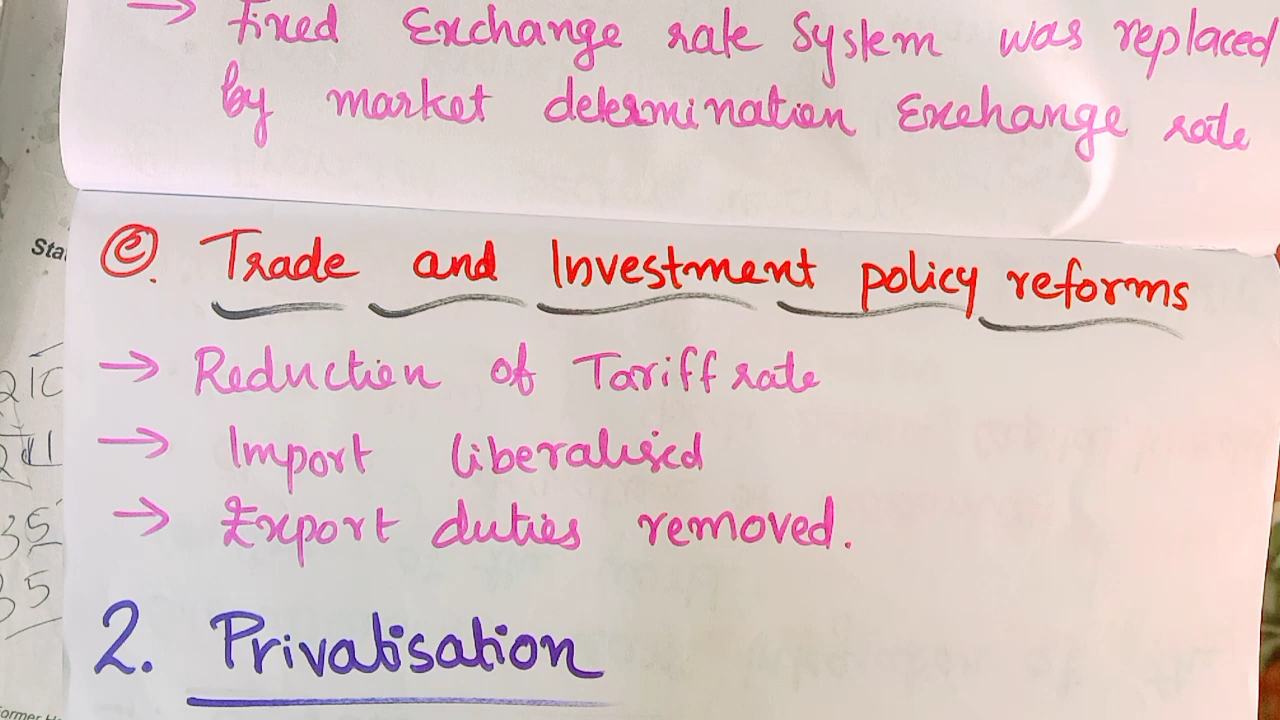 → Fixed Exchange rate System was replaced
by market determination Exchange rate
ⓔ. Trade and Investment policy reforms
→ Reduction of Tariff rate
→ Import liberalised
→ Export duties removed.
2. Privatisation